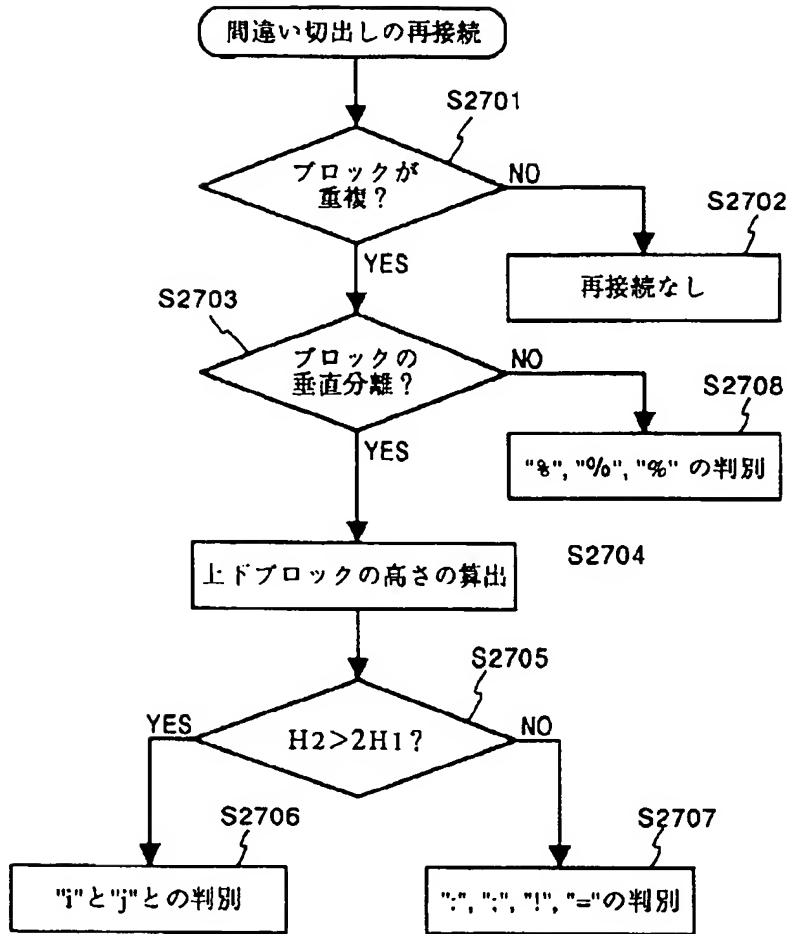 間違い切出しの再接続
S2701
ブロックが
重複?
NO
S2702
YES
再接続なし
S2703
ブロックの
垂直分離?
NO
S2708
YES
"%", "%", "%" の判別
S2704
上ドブロックの高さの算出
S2705
YES
H2>2H1?
NO
S2706
S2707
"i"と"j"との判別
":", ";", "!", "="の判別